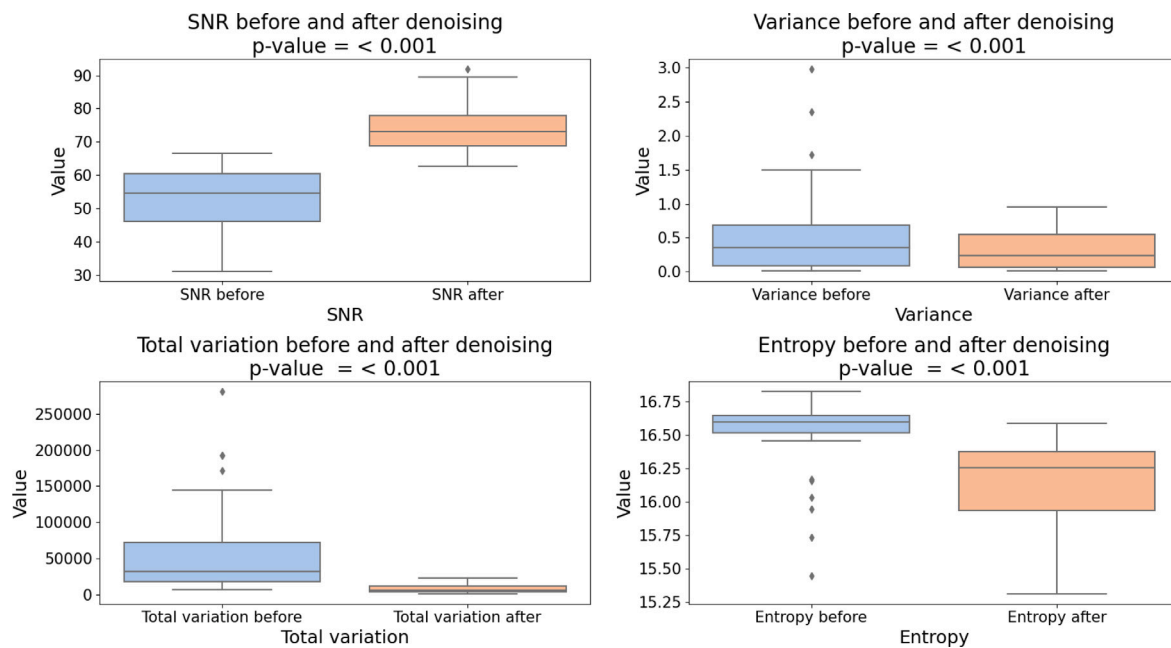 SNR before and after denoising
p-value = < 0.001
Value
90
80
70
60
50
40
30
SNR before
SNR after
SNR
Variance before and after denoising
p-value = < 0.001
Value
3.0
2.5
2.0
1.5
1.0
0.5
0.0
Variance before
Variance after
Variance
Total variation before and after denoising
p-value  = < 0.001
Value
250000
200000
150000
100000
50000
0
Total variation before
Total variation after
Total variation
Entropy before and after denoising
p-value  = < 0.001
Value
16.75
16.50
16.25
16.00
15.75
15.50
15.25
Entropy before
Entropy after
Entropy